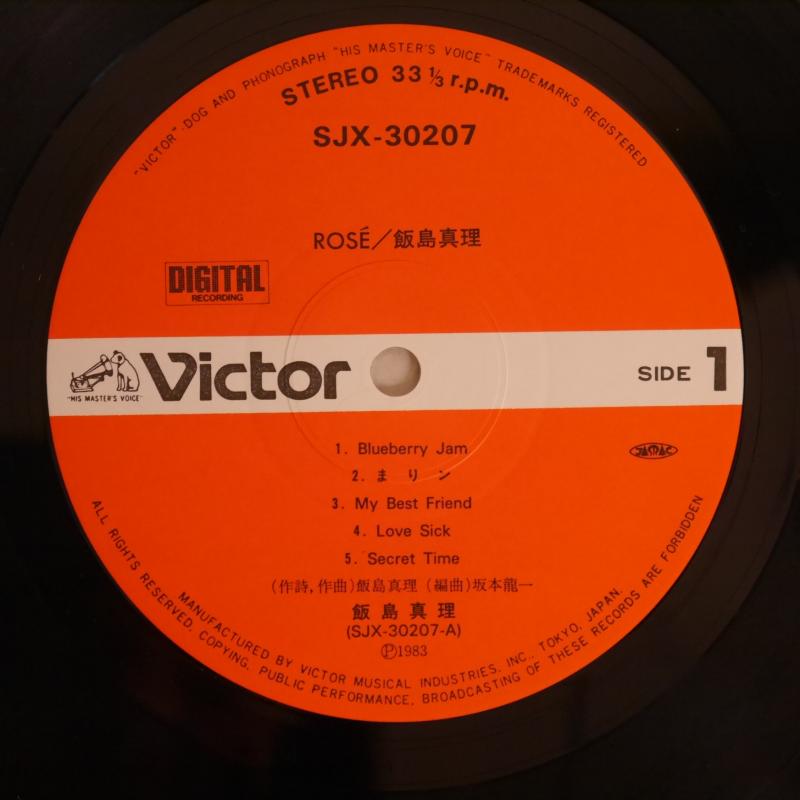 "VICTOR"·DOG AND PHONOGRAPH "HIS MASTER'S VOICE" TRADEMARKS REGISTERED
STEREO 33 1/3 r.p.m.
SJX-30207
ROSÉ／飯島真理
DIGITAL
RECORDING
Victor
"HIS MASTER'S VOICE"
SIDE 1
1. Blueberry Jam
2. まリン
3. My Best Friend
4. Love Sick
5. Secret Time
JASRAC
(作詩,作曲)飯島真理 (編曲)坂本龍一
飯島真理
(SJX-30207-A)
Ⓟ1983
MANUFACTURED BY VICTOR MUSICAL INDUSTRIES, INC., TOKYO, JAPAN.
ALL RIGHTS RESERVED. COPYING, PUBLIC PERFORMANCE, BROADCASTING OF THESE RECORDS ARE FORBIDDEN